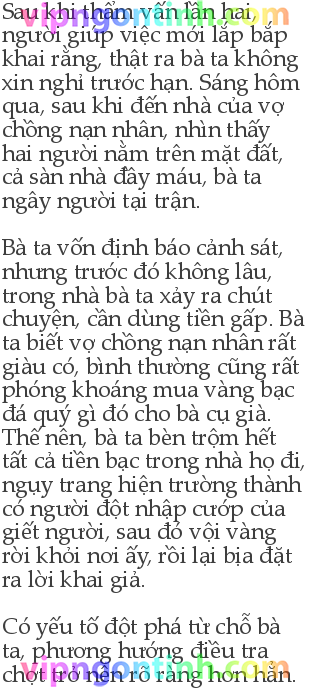 Sau khi thẩm vấn lần hai,
người giúp việc mới lắp bắp
khai rằng, thật ra bà ta không
xin nghỉ trước hạn. Sáng hôm
qua, sau khi đến nhà của vợ
chồng nạn nhân, nhìn thấy
hai người nằm trên mặt đất,
cả sàn nhà đầy máu, bà ta
ngây người tại trận.
Bà ta vốn định báo cảnh sát,
nhưng trước đó không lâu,
trong nhà bà ta xảy ra chút
chuyện, cần dùng tiền gấp. Bà
ta biết vợ chồng nạn nhân rất
giàu có, bình thường cũng rất
phóng khoáng mua vàng bạc
đá quý gì đó cho bà cụ già.
Thế nên, bà ta bèn trộm hết
tất cả tiền bạc trong nhà họ đi,
ngụy trang hiện trường thành
có người đột nhập cướp của
giết người, sau đó vội vàng
rời khỏi nơi ấy, rồi lại bịa đặt
ra lời khai giả.
Có yếu tố đột phá từ chỗ bà
ta, phương hướng điều tra
chợt trở nên rõ ràng hơn hẳn.
vipngontinh.com
vipngontinh.com